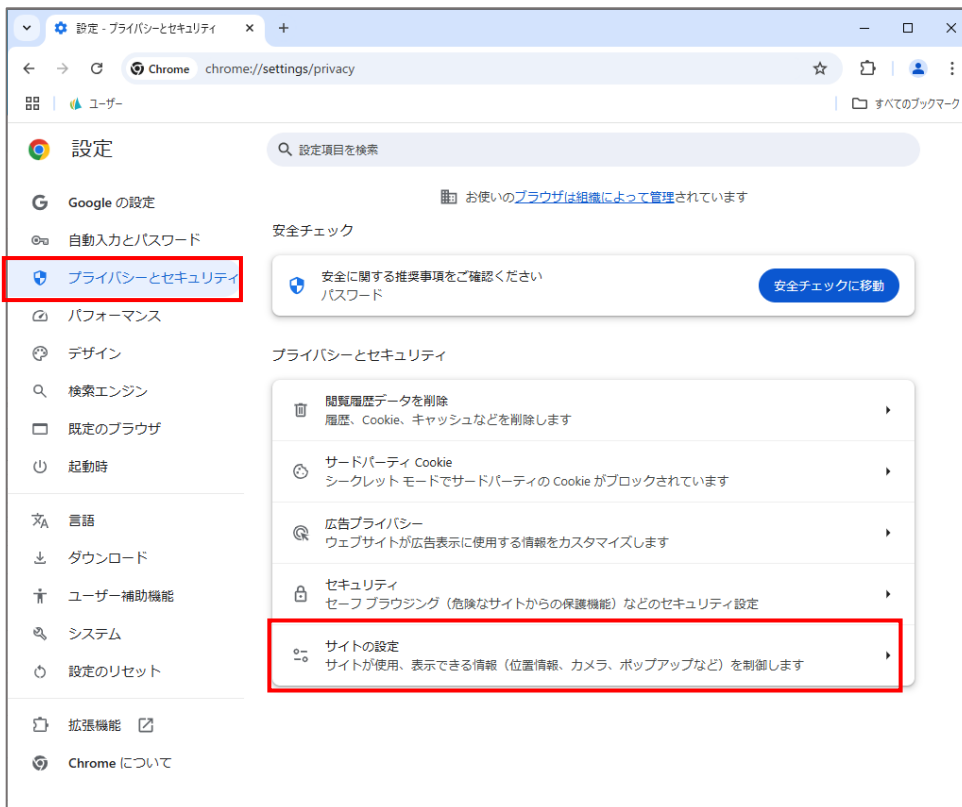 設定 - プライバシーとセキュリティ
Chrome chrome://settings/privacy
ユーザー すべてのブックマーク
設定
設定項目を検索
お使いのブラウザは組織によって管理されています
Google の設定
自動入力とパスワード
プライバシーとセキュリティ
パフォーマンス
デザイン
検索エンジン
既定のブラウザ
起動時
言語
ダウンロード
ユーザー補助機能
システム
設定のリセット
拡張機能
Chrome について
安全チェック
安全に関する推奨事項をご確認ください
パスワード
安全チェックに移動
プライバシーとセキュリティ
閲覧履歴データを削除
履歴、Cookie、キャッシュなどを削除します
サードパーティ Cookie
シークレット モードでサードパーティの Cookie がブロックされています
広告プライバシー
ウェブサイトが広告表示に使用する情報をカスタマイズします
セキュリティ
セーフ ブラウジング（危険なサイトからの保護機能）などのセキュリティ設定
サイトの設定
サイトが使用、表示できる情報（位置情報、カメラ、ポップアップなど）を制御します